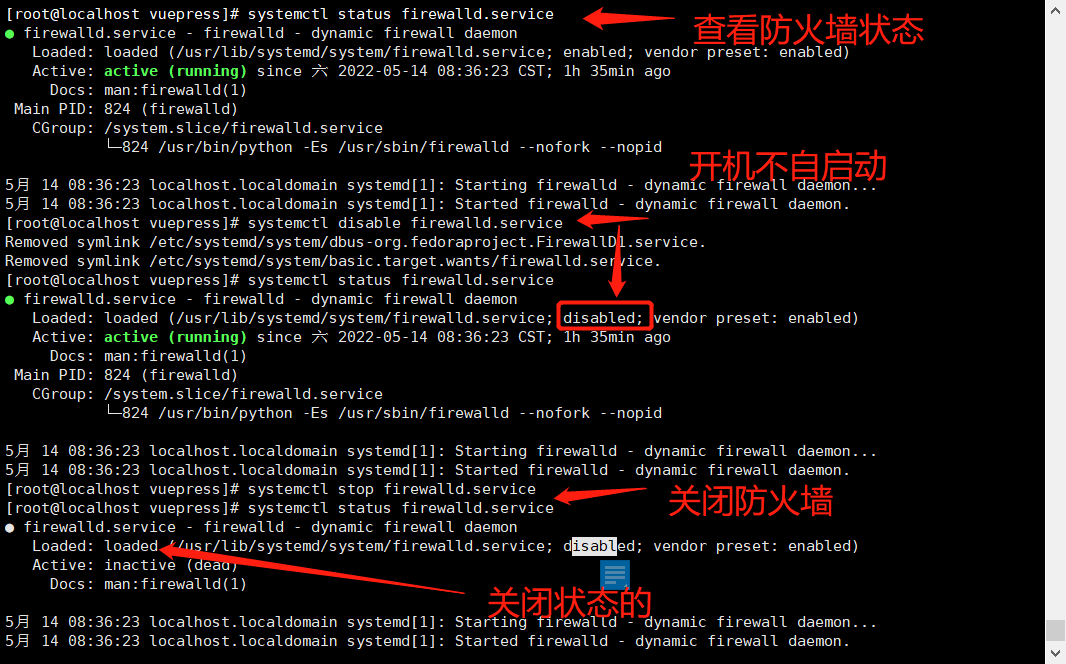 [root@localhost vuepress]# systemctl status firewalld.service
查看防火墙状态
● firewalld.service - firewalld - dynamic firewall daemon
Loaded: loaded (/usr/lib/systemd/system/firewalld.service; enabled; vendor preset: enabled)
Active: active (running) since 六 2022-05-14 08:36:23 CST; 1h 35min ago
Docs: man:firewalld(1)
Main PID: 824 (firewalld)
CGroup: /system.slice/firewalld.service
└─824 /usr/bin/python -Es /usr/sbin/firewalld --nofork --nopid
开机不自启动
5月 14 08:36:23 localhost.localdomain systemd[1]: Starting firewalld - dynamic firewall daemon...
5月 14 08:36:23 localhost.localdomain systemd[1]: Started firewalld - dynamic firewall daemon.
[root@localhost vuepress]# systemctl disable firewalld.service
Removed symlink /etc/systemd/system/dbus-org.fedoraproject.FirewallD1.service.
Removed symlink /etc/systemd/system/basic.target.wants/firewalld.service.
[root@localhost vuepress]# systemctl status firewalld.service
● firewalld.service - firewalld - dynamic firewall daemon
Loaded: loaded (/usr/lib/systemd/system/firewalld.service; disabled; vendor preset: enabled)
Active: active (running) since 六 2022-05-14 08:36:23 CST; 1h 35min ago
Docs: man:firewalld(1)
Main PID: 824 (firewalld)
CGroup: /system.slice/firewalld.service
└─824 /usr/bin/python -Es /usr/sbin/firewalld --nofork --nopid
5月 14 08:36:23 localhost.localdomain systemd[1]: Starting firewalld - dynamic firewall daemon...
5月 14 08:36:23 localhost.localdomain systemd[1]: Started firewalld - dynamic firewall daemon.
[root@localhost vuepress]# systemctl stop firewalld.service
关闭防火墙
[root@localhost vuepress]# systemctl status firewalld.service
● firewalld.service - firewalld - dynamic firewall daemon
Loaded: loaded (/usr/lib/systemd/system/firewalld.service; disabled; vendor preset: enabled)
Active: inactive (dead)
Docs: man:firewalld(1)
关闭状态的
5月 14 08:36:23 localhost.localdomain systemd[1]: Starting firewalld - dynamic firewall daemon...
5月 14 08:36:23 localhost.localdomain systemd[1]: Started firewalld - dynamic firewall daemon.